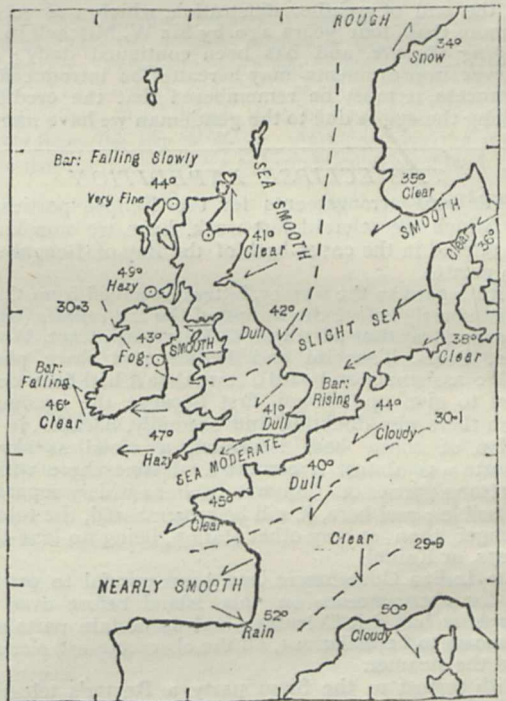 ROUGH
34°
Snow
Bar: Falling Slowly
44°
Very Fine
SEA SMOOTH
35°
Clear
SMOOTH
41°
Clear
Clear
36°
49°
Hazy
30·3
42°
SLIGHT SEA
43°
Fog
SMOOTH
Dull
38°
Clear
Bar:
Falling
46°
Clear
Bar:
Rising
41°
Dull
44°
Cloudy
30·1
47°
Hazy
SEA MODERATE
40°
Dull
45°
Clear
Clear
29·9
NEARLY SMOOTH
52°
Rain
50°
Cloudy